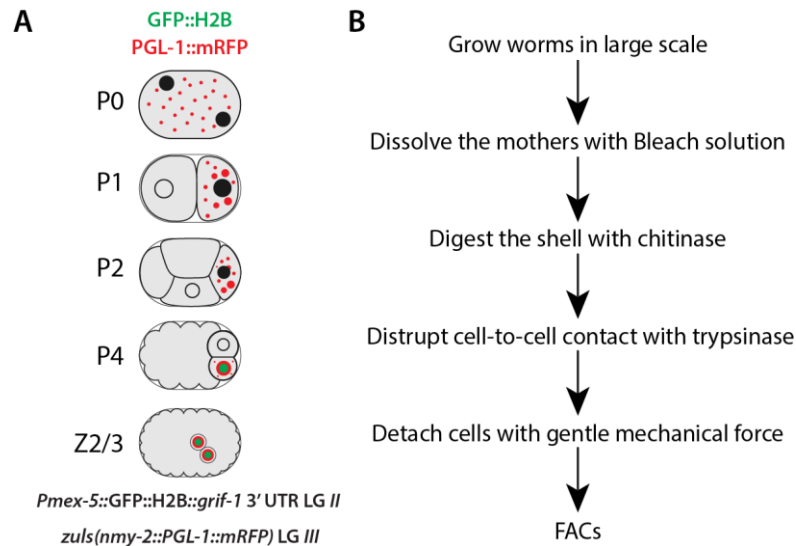 A
GFP::H2B
PGL-1::mRFP
P0
P1
P2
P4
Z2/3
Pmex-5::GFP::H2B::grif-1 3' UTR LG II
zuls(nmy-2::PGL-1::mRFP) LG III
B
Grow worms in large scale
Dissolve the mothers with Bleach solution
Digest the shell with chitinase
Distrupt cell-to-cell contact with trypsinase
Detach cells with gentle mechanical force
FACs